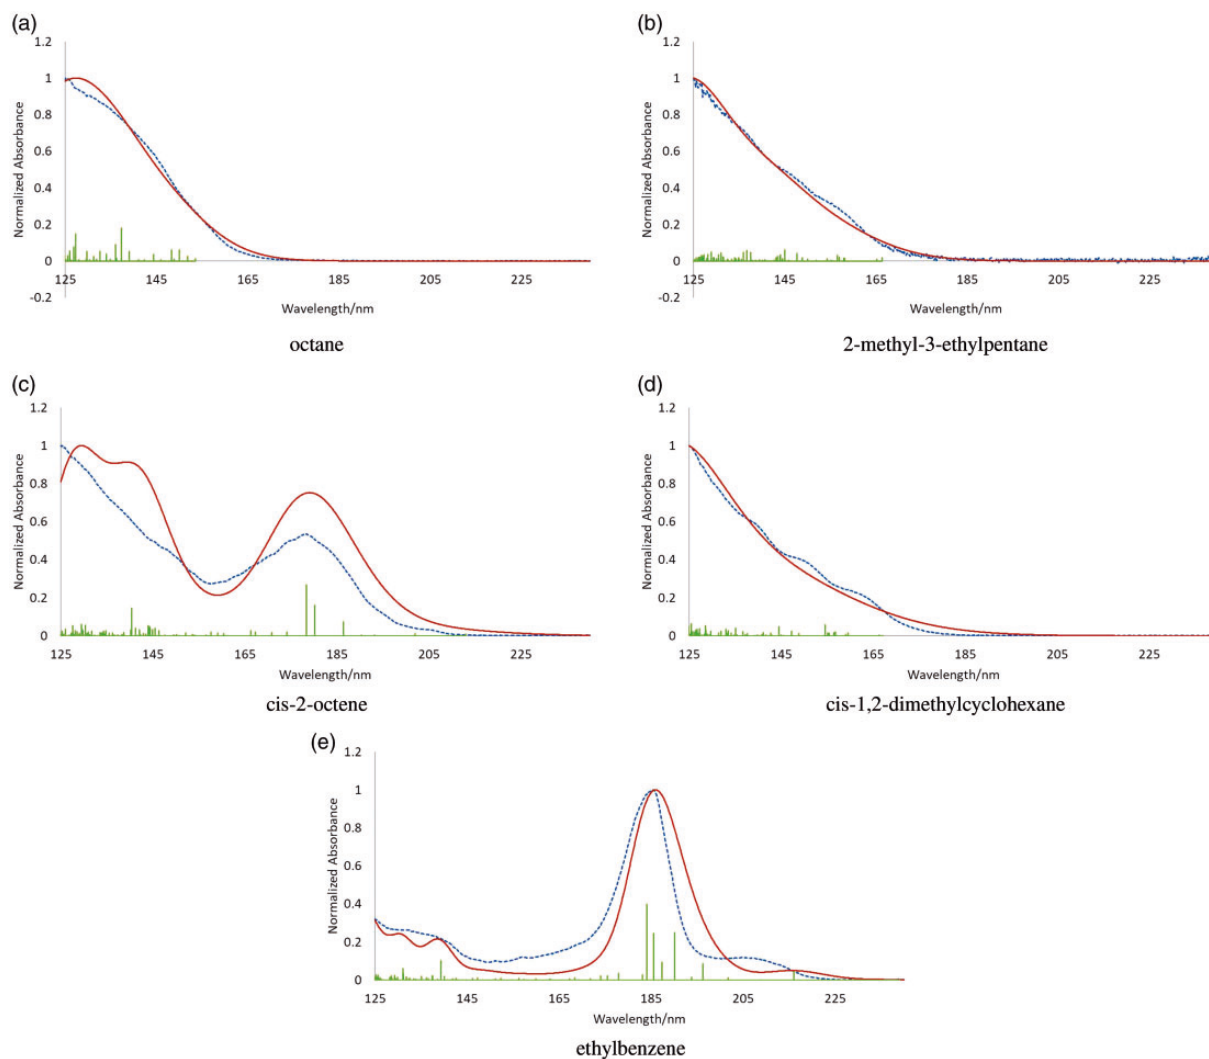 (a)
1.2
1
0.8
0.6
0.4
0.2
0
-0.2
Normalized Absorbance
125 145 165 185 205 225
Wavelength/nm
octane
(b)
1.2
1
0.8
0.6
0.4
0.2
0
-0.2
Normalized Absorbance
125 145 165 185 205 225
Wavelength/nm
2-methyl-3-ethylpentane
(c)
1.2
1
0.8
0.6
0.4
0.2
0
Normalized Absorbance
125 145 165 185 205 225
Wavelength/nm
cis-2-octene
(d)
1.2
1
0.8
0.6
0.4
0.2
0
Normalized Absorbance
125 145 165 185 205 225
Wavelength/nm
cis-1,2-dimethylcyclohexane
(e)
1.2
1
0.8
0.6
0.4
0.2
0
Normalized Absorbance
125 145 165 185 205 225
Wavelength/nm
ethylbenzene